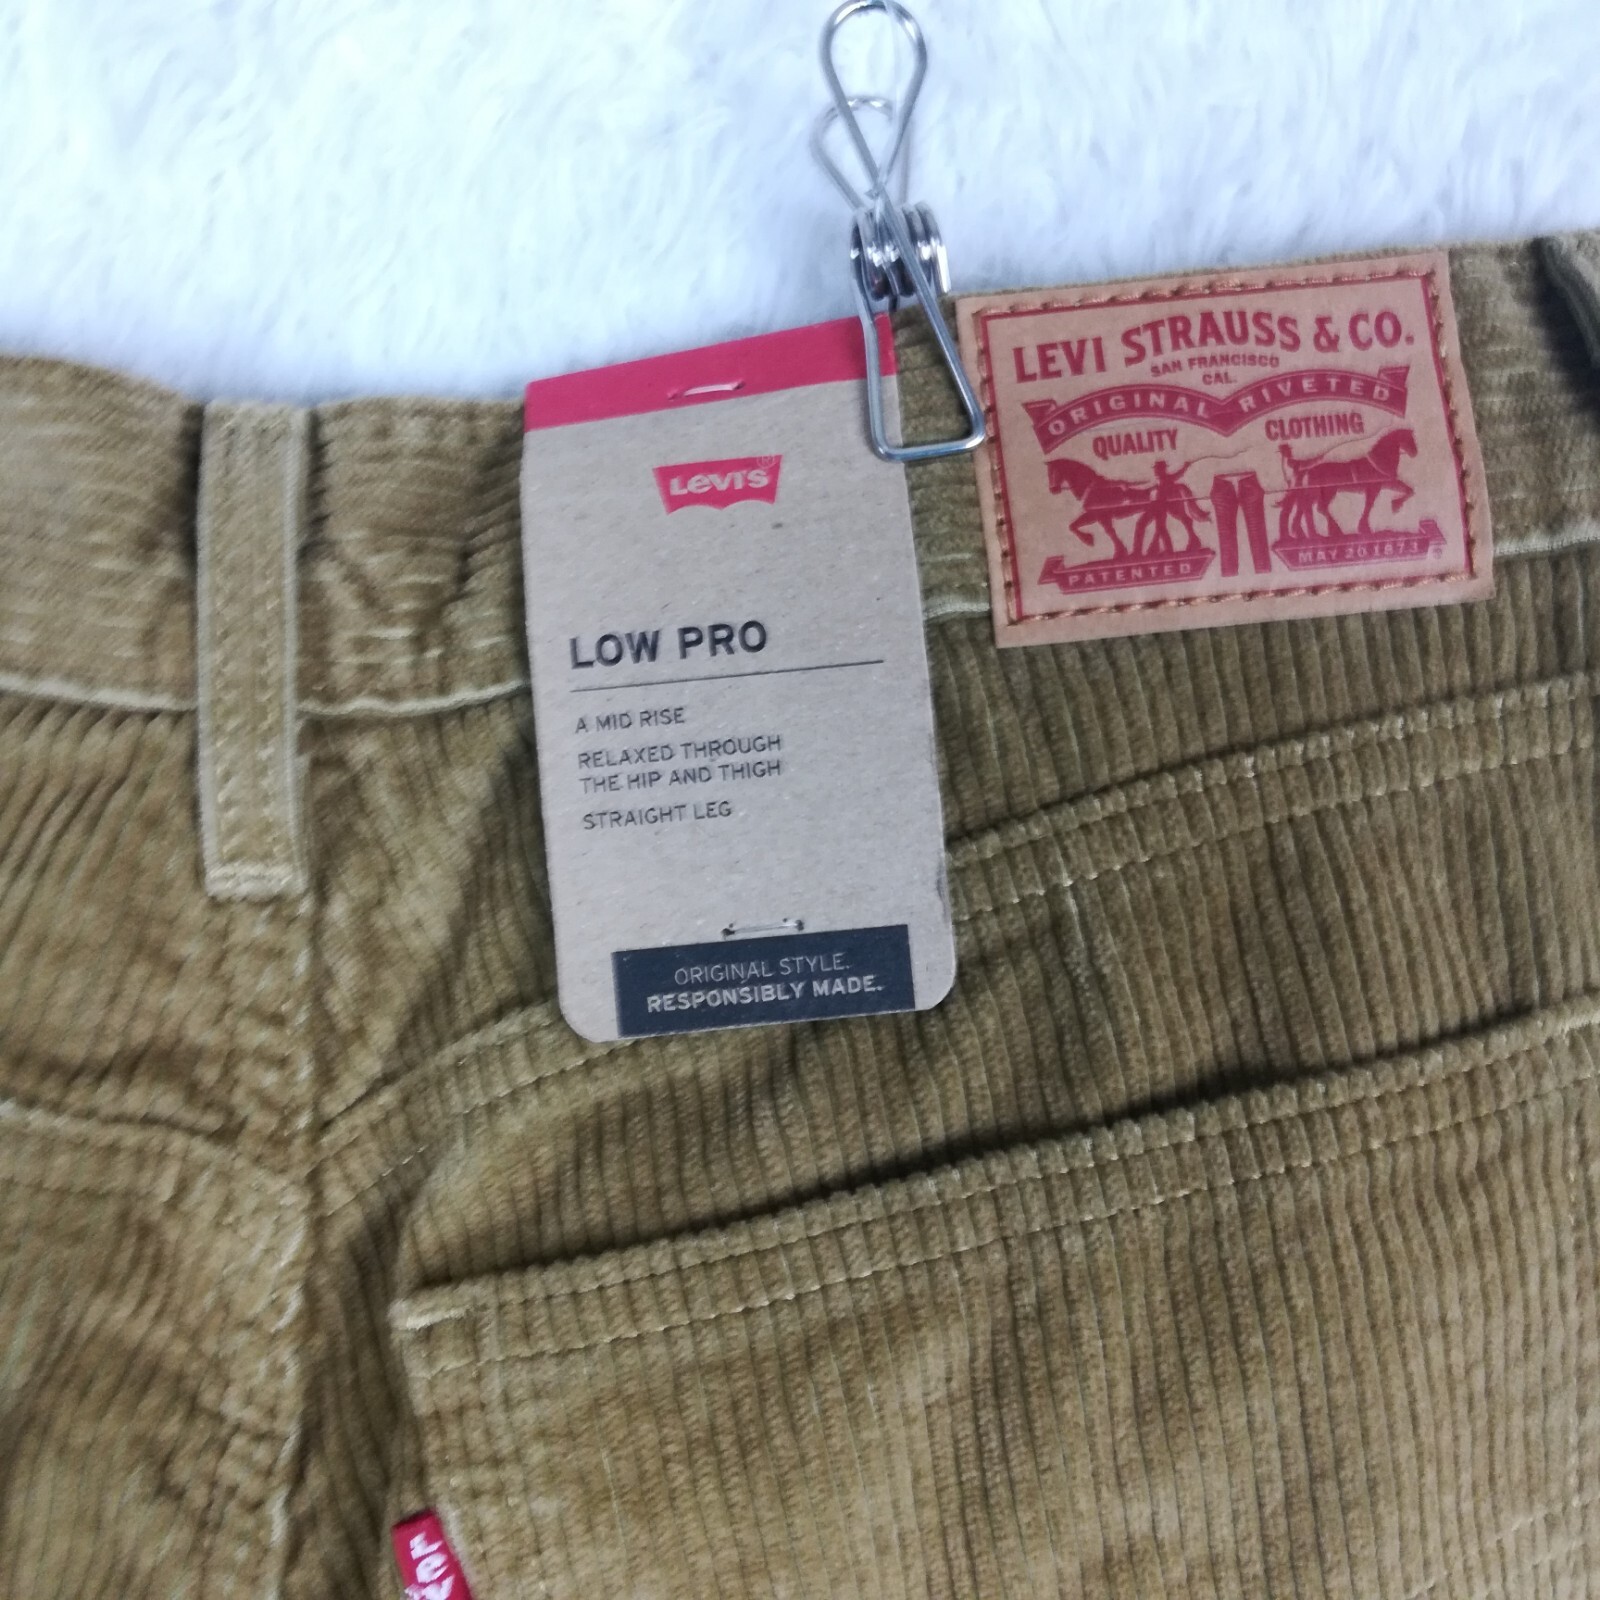 LEVI STRAUSS & CO.
SAN FRANCISCO
CAL.
ORIGINAL RIVETED
QUALITY CLOTHING
PATENTED MAY 20 1873
Levi's®
LOW PRO
A MID RISE
RELAXED THROUGH
THE HIP AND THIGH
STRAIGHT LEG
ORIGINAL STYLE.
RESPONSIBLY MADE.
Lev